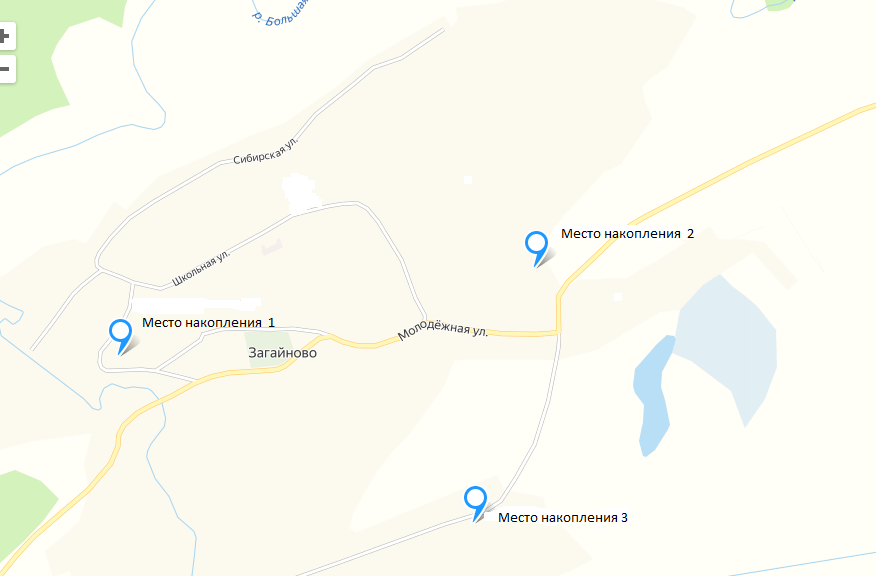 р. Большая
Сибирская ул.
Место накопления 2
Школьная ул.
Место накопления 1
Молодёжная ул.
Загайново
Место накопления 3